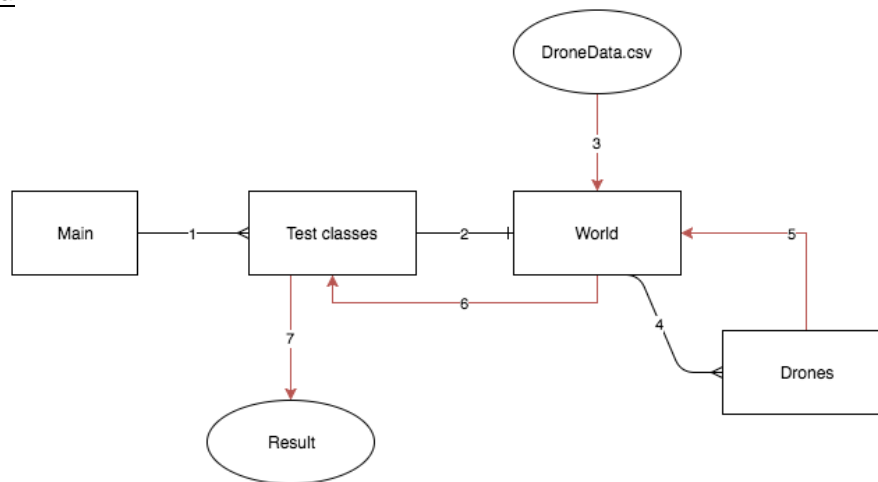 DroneData.csv
3
Main
1
Test classes
2
World
5
6
4
7
Drones
Result